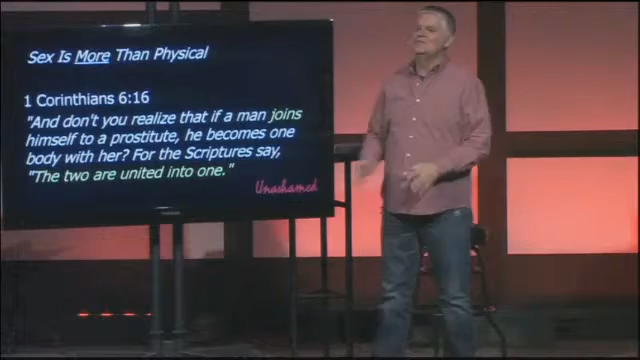 Sex Is More Than Physical
1 Corinthians 6:16
"And don't you realize that if a man joins
himself to a prostitute, he becomes one
body with her? For the Scriptures say,
"The two are united into one."
Unashamed